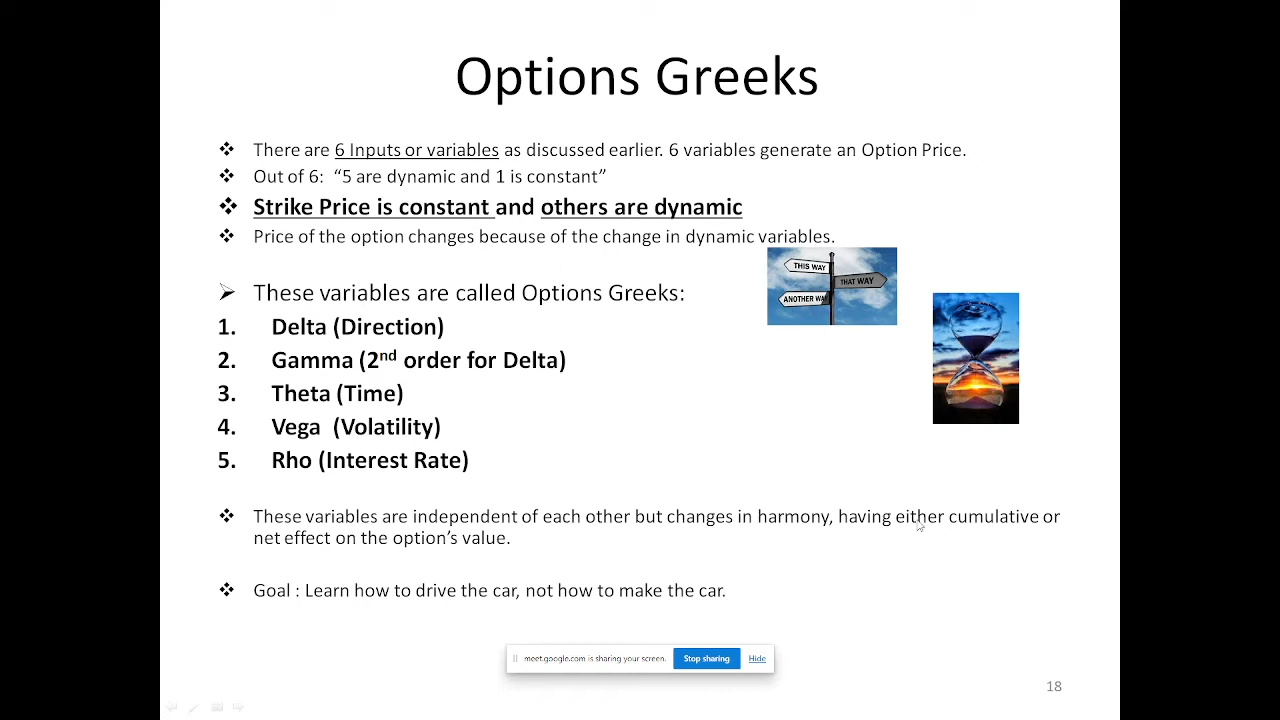 Options Greeks
❖ There are 6 Inputs or variables as discussed earlier. 6 variables generate an Option Price.
❖ Out of 6: “5 are dynamic and 1 is constant”
❖ Strike Price is constant and others are dynamic
❖ Price of the option changes because of the change in dynamic variables.
THIS WAY
THAT WAY
ANOTHER WAY
➢ These variables are called Options Greeks:
1. Delta (Direction)
2. Gamma (2nd order for Delta)
3. Theta (Time)
4. Vega (Volatility)
5. Rho (Interest Rate)
❖ These variables are independent of each other but changes in harmony, having either cumulative or
net effect on the option’s value.
❖ Goal : Learn how to drive the car, not how to make the car.
meet.google.com is sharing your screen. Stop sharing Hide
18